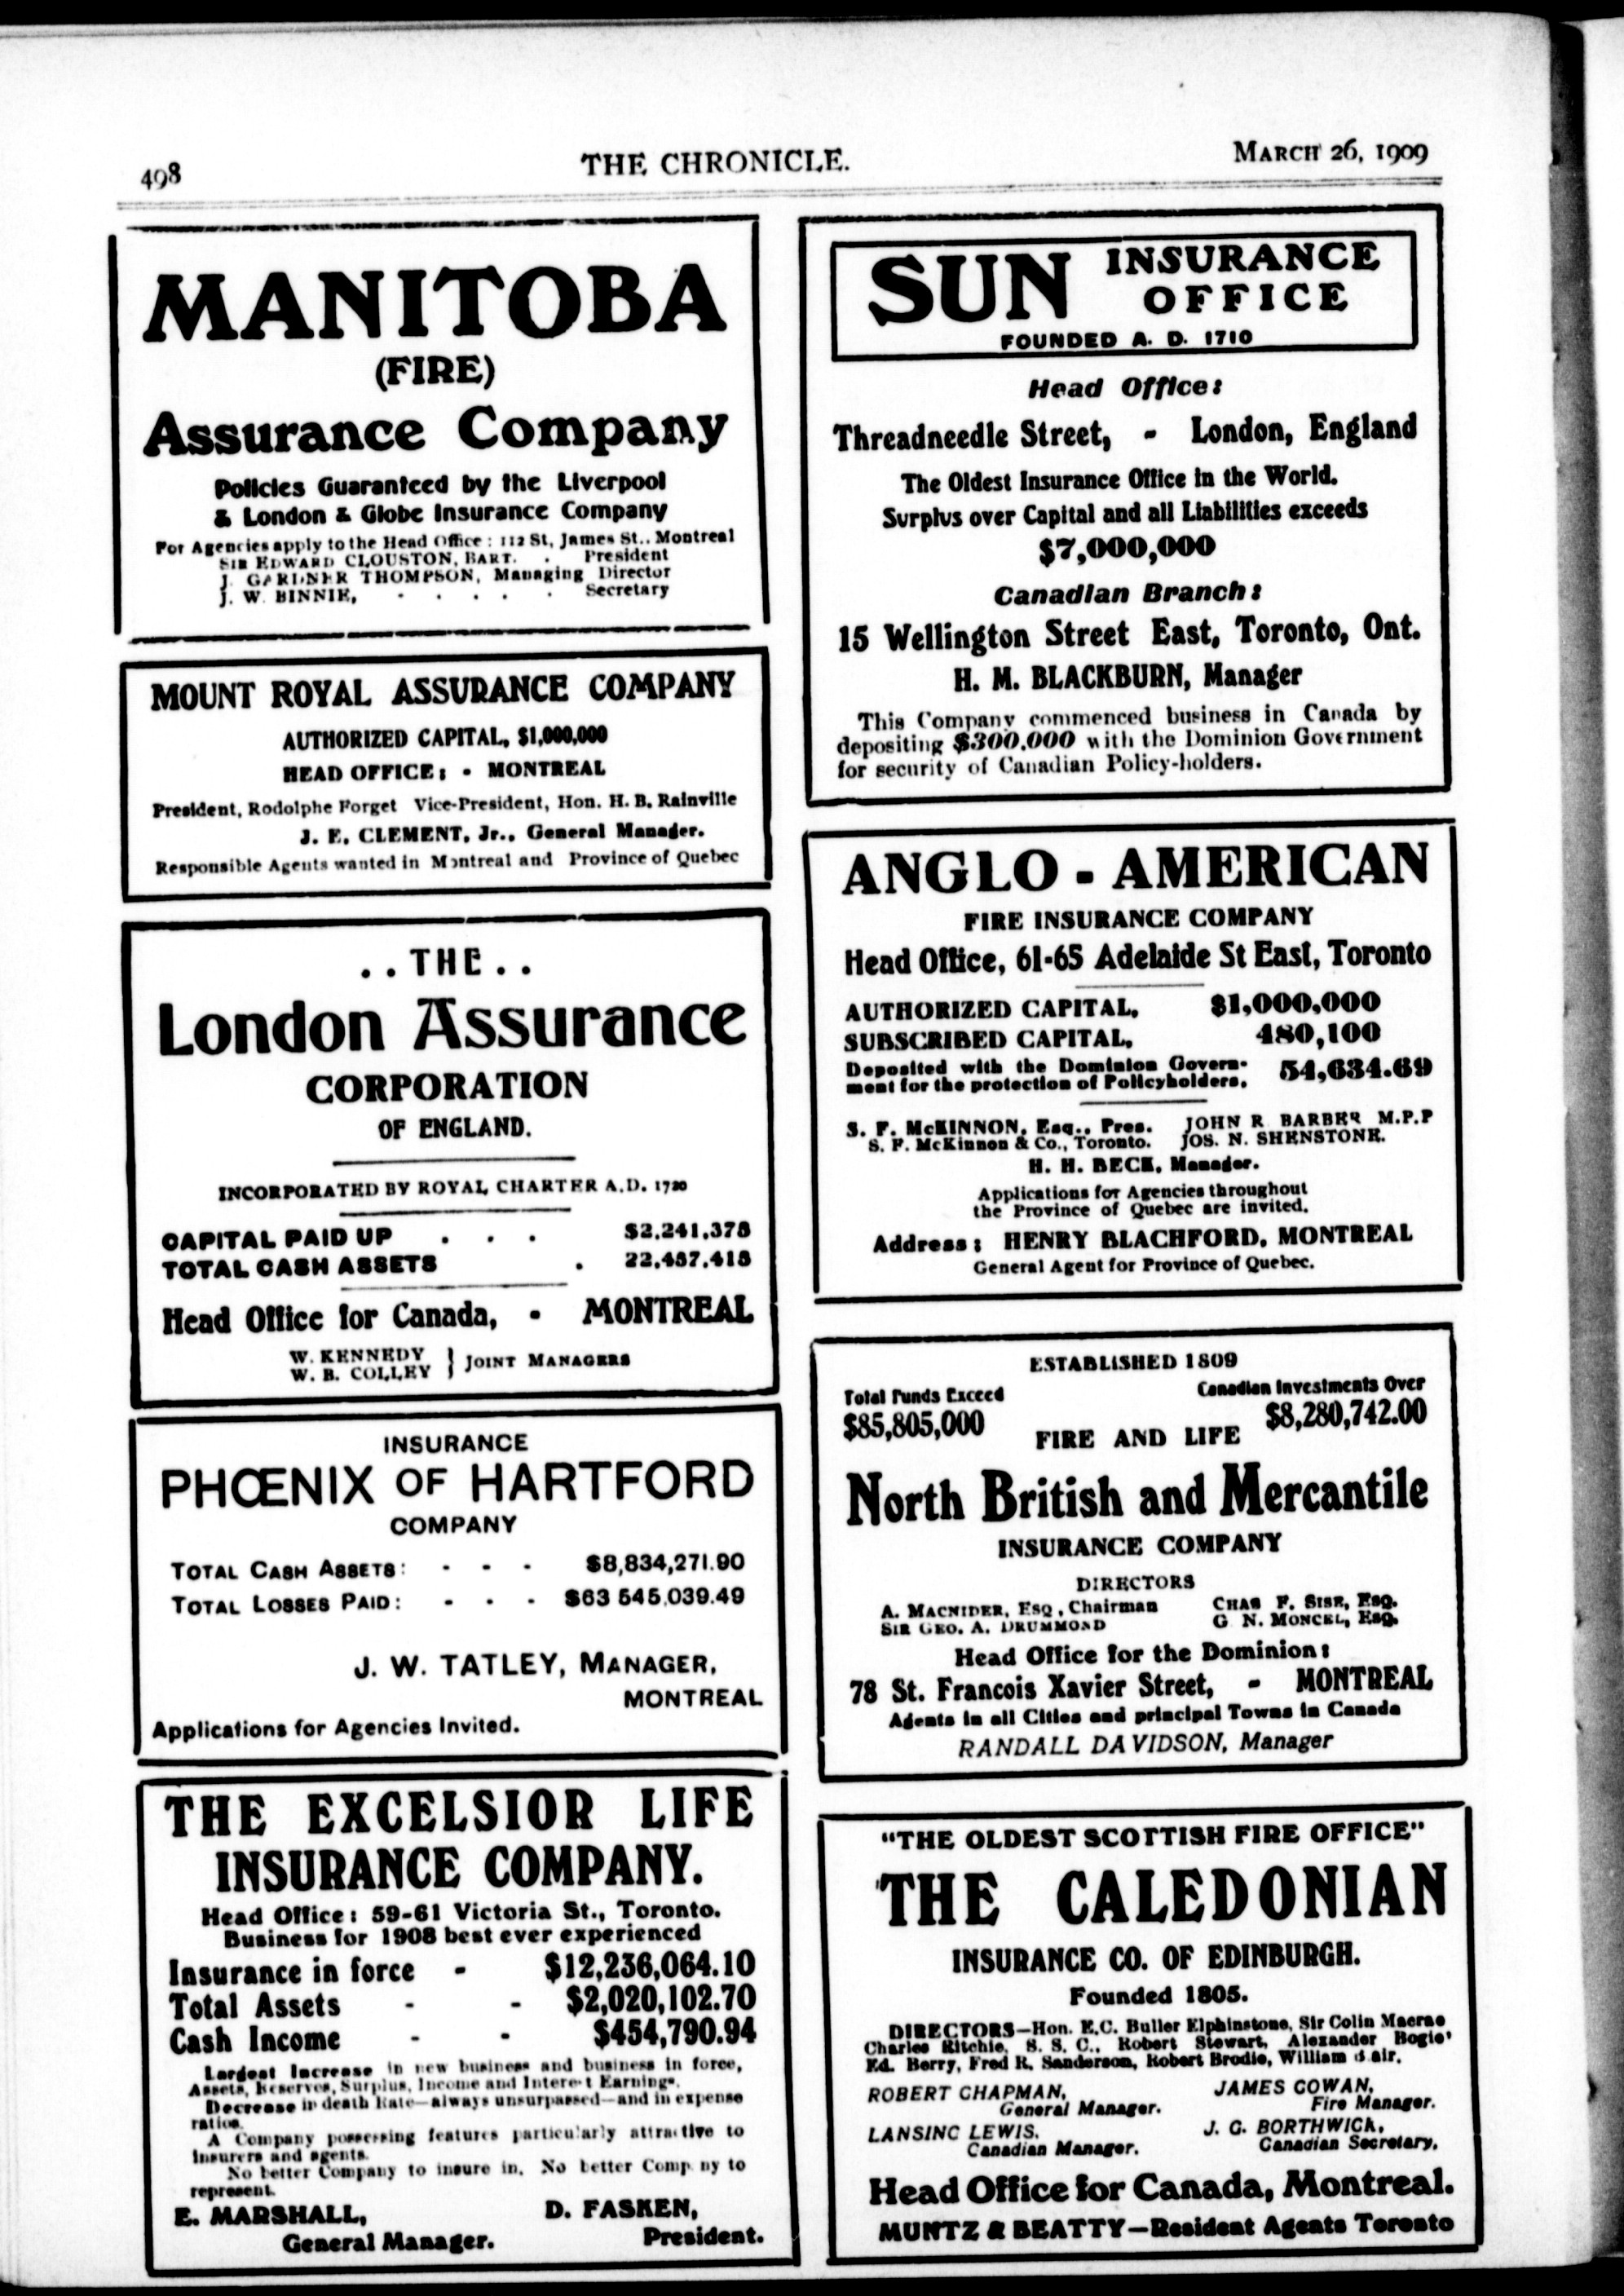 498
THE CHRONICLE.
MARCH 26, 1909
MANITOBA
(FIRE)
Assurance Company
Policies Guaranteed by the Liverpool
& London & Globe Insurance Company
For Agencies apply to the Head Office : 112 St, James St.. Montreal
SIR EDWARD CLOUSTON, BART. . President
J. GARDNER THOMPSON, Managing Director
J. W. BINNIE, . . . . . Secretary
MOUNT ROYAL ASSURANCE COMPANY
AUTHORIZED CAPITAL, $1,000,000
HEAD OFFICE: - MONTREAL
President, Rodolphe Forget Vice-President, Hon. H. B. Rainville
J. E. CLEMENT, Jr., General Manager.
Responsible Agents wanted in Montreal and Province of Quebec
. . THE . .
London Assurance
CORPORATION
OF ENGLAND.
INCORPORATED BY ROYAL CHARTER A.D. 1720
CAPITAL PAID UP . . . $2,241,375
TOTAL CASH ASSETS . 22,457,415
Head Office for Canada, - MONTREAL
W. KENNEDY
W. B. COLLEY } JOINT MANAGERS
INSURANCE
PHŒNIX OF HARTFORD
COMPANY
TOTAL CASH ASSETS: - - - $8,834,271.90
TOTAL LOSSES PAID: - - - $63 545,039.49
J. W. TATLEY, MANAGER,
MONTREAL
Applications for Agencies Invited.
THE EXCELSIOR LIFE
INSURANCE COMPANY.
Head Office: 59-61 Victoria St., Toronto.
Business for 1908 best ever experienced
Insurance in force - $12,236,064.10
Total Assets - - $2,020,102.70
Cash Income - - $454,790.94
Largest Increase in new business and business in force,
Assets, Reserves, Surplus, Income and Interest Earnings.
Decrease in death Rate—always unsurpassed—and in expense
ratios.
A Company possessing features particularly attractive to
Insurers and agents.
No better Company to insure in. No better Comp ny to
represent.
E. MARSHALL,
General Manager.
D. FASKEN,
President.
SUN INSURANCE
OFFICE
FOUNDED A. D. 1710
Head Office:
Threadneedle Street, - London, England
The Oldest Insurance Office in the World.
Surplus over Capital and all Liabilities exceeds
$7,000,000
Canadian Branch:
15 Wellington Street East, Toronto, Ont.
H. M. BLACKBURN, Manager
This Company commenced business in Canada by
depositing $300,000 with the Dominion Government
for security of Canadian Policy-holders.
ANGLO - AMERICAN
FIRE INSURANCE COMPANY
Head Office, 61-65 Adelaide St East, Toronto
AUTHORIZED CAPITAL, $1,000,000
SUBSCRIBED CAPITAL, 480,100
Deposited with the Dominion Govern-
ment for the protection of Policyholders, 54,634.69
S. F. McKINNON, Esq., Pres. JOHN R. BARBER M.P.P
S. F. McKinnon & Co., Toronto. JOS. N. SHENSTONE.
H. H. BECK, Manager.
Applications for Agencies throughout
the Province of Quebec are invited.
Address: HENRY BLACHFORD, MONTREAL
General Agent for Province of Quebec.
ESTABLISHED 1809
Total Funds Exceed
$85,805,000
Canadian Investments Over
$8,280,742.00
FIRE AND LIFE
North British and Mercantile
INSURANCE COMPANY
DIRECTORS
A. MACNIDER, ESQ., Chairman CHAS F. SISE, ESQ.
SIR GEO. A. DRUMMOND G. N. MONCEL, ESQ.
Head Office for the Dominion:
78 St. Francois Xavier Street, - MONTREAL
Agents in all Cities and principal Towns in Canada
RANDALL DAVIDSON, Manager
"THE OLDEST SCOTTISH FIRE OFFICE"
THE CALEDONIAN
INSURANCE CO. OF EDINBURGH.
Founded 1805.
DIRECTORS—Hon. E.C. Buller Elphinstone, Sir Colin Macrae
Charles Ritchie, S. S. C., Robert Stewart, Alexander Bogie'
Ed. Berry, Fred R. Sanderson, Robert Brodie, William
ROBERT CHAPMAN,
General Manager.
JAMES COWAN,
Fire Manager.
LANSING LEWIS,
Canadian Manager.
J. G. BORTHWICK,
Canadian Secretary.
Head Office for Canada, Montreal.
MUNTZ & BEATTY—Resident Agents Toronto